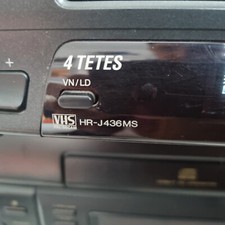 4 TETES
VN/LD
+
VHS HR-J436MS